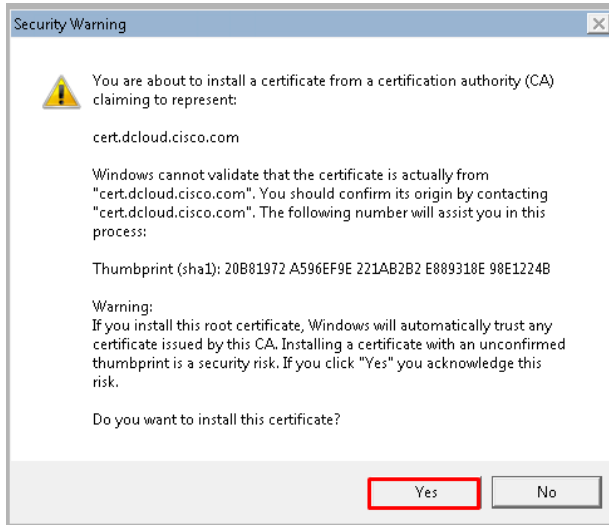 Security Warning
You are about to install a certificate from a certification authority (CA)
claiming to represent:
cert.dcloud.cisco.com
Windows cannot validate that the certificate is actually from
"cert.dcloud.cisco.com". You should confirm its origin by contacting
"cert.dcloud.cisco.com". The following number will assist you in this
process:
Thumbprint (sha1): 20B81972 A596EF9E 221AB2B2 E889318E 98E1224B
Warning:
If you install this root certificate, Windows will automatically trust any
certificate issued by this CA. Installing a certificate with an unconfirmed
thumbprint is a security risk. If you click "Yes" you acknowledge this
risk.
Do you want to install this certificate?
Yes
No